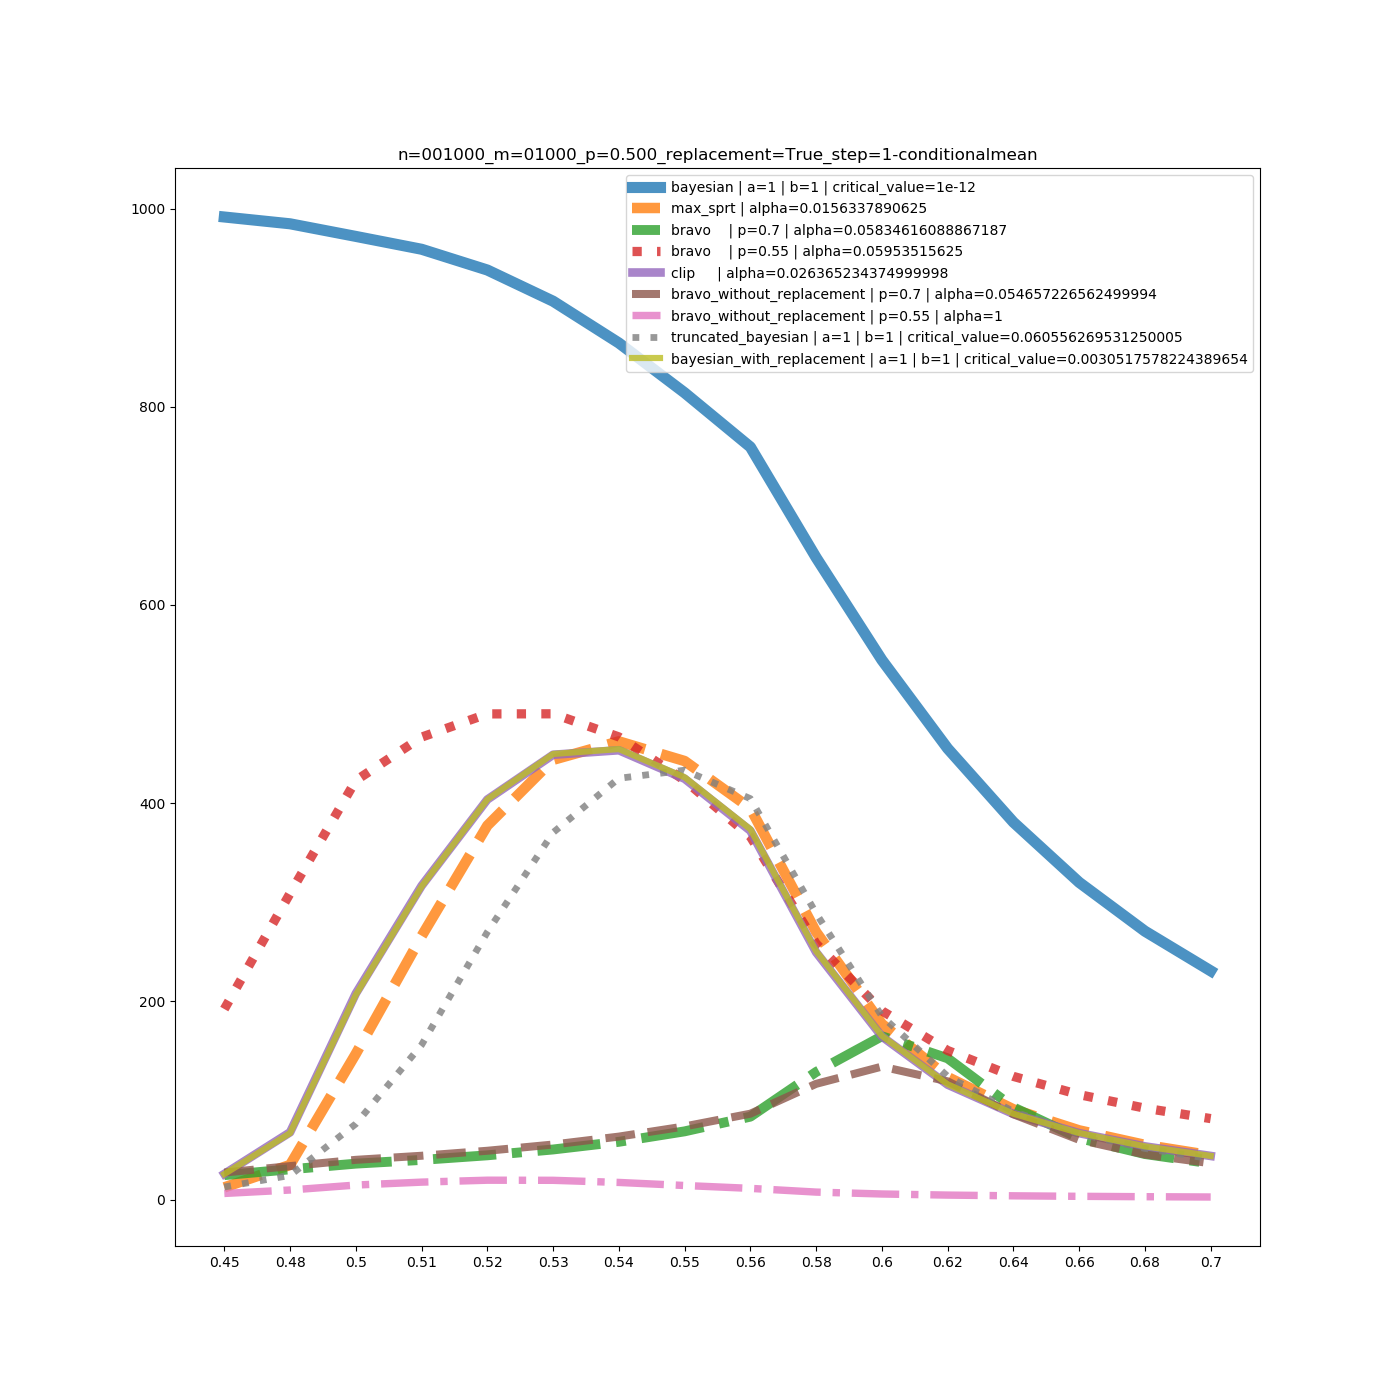 n=001000_m=01000_p=0.500_replacement=True_step=1-conditionalmean
bayesian | a=1 | b=1 | critical_value=1e-12
max_sprt | alpha=0.0156337890625
bravo    | p=0.7 | alpha=0.05834616088867187
bravo    | p=0.55 | alpha=0.05953515625
clip     | alpha=0.026365234374999998
bravo_without_replacement | p=0.7 | alpha=0.054657226562499994
bravo_without_replacement | p=0.55 | alpha=1
truncated_bayesian | a=1 | b=1 | critical_value=0.060556269531250005
bayesian_with_replacement | a=1 | b=1 | critical_value=0.0030517578224389654
1000
800
600
400
200
0
0.45 0.48 0.5 0.51 0.52 0.53 0.54 0.55 0.56 0.58 0.6 0.62 0.64 0.66 0.68 0.7